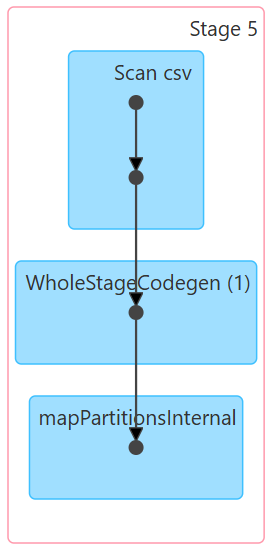 Stage 5
Scan csv
WholeStageCodegen (1)
mapPartitionsInternal